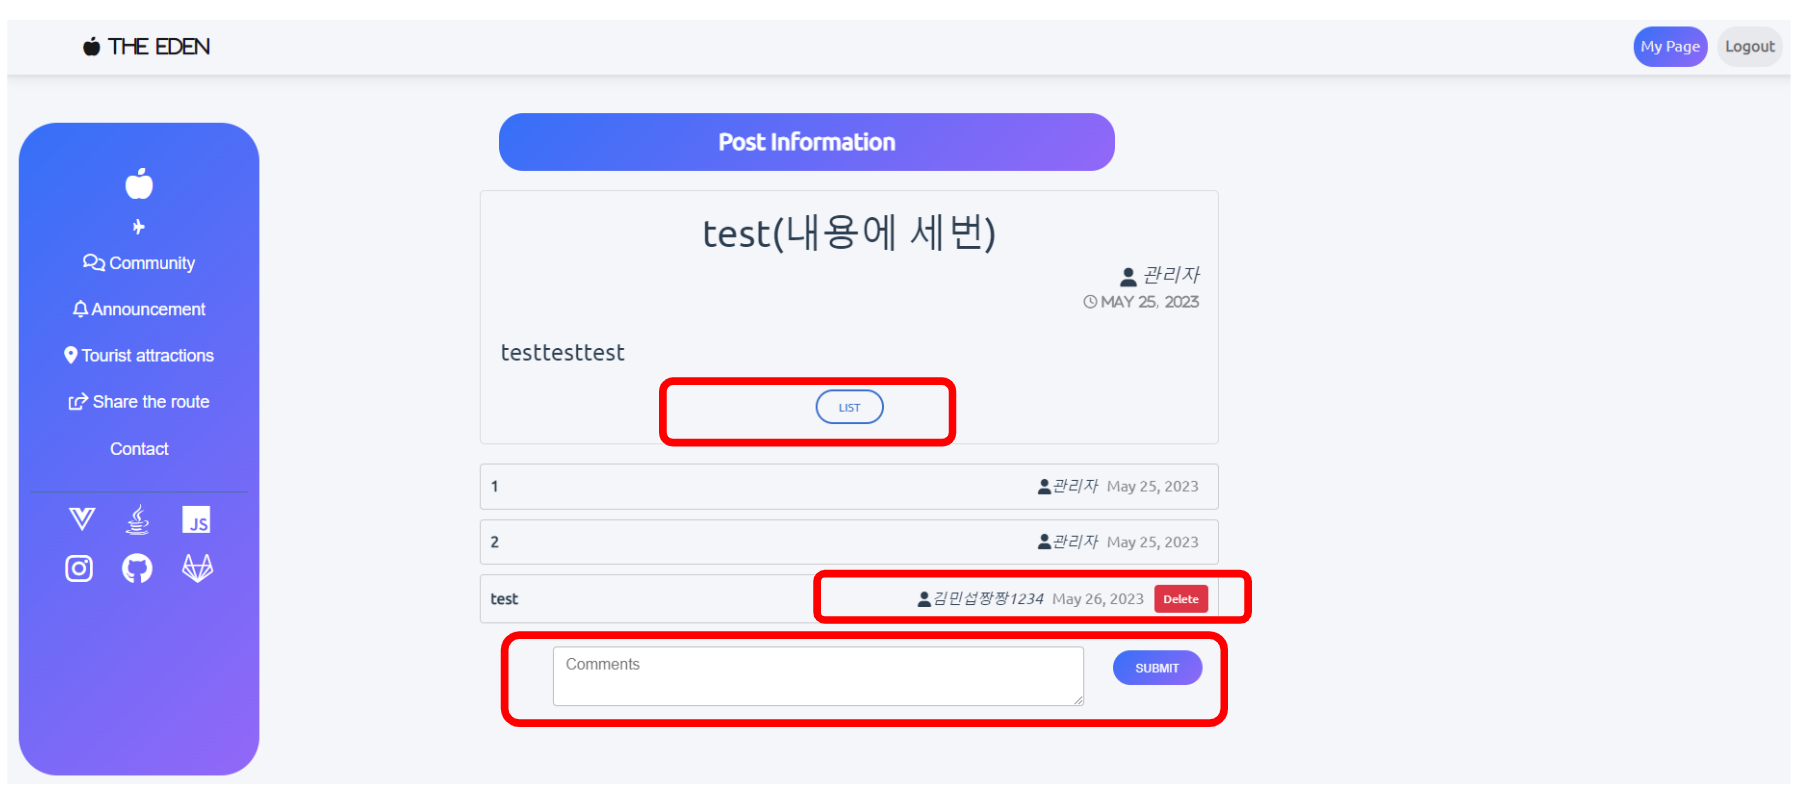 THE EDEN
My Page
Logout
Community
Announcement
Tourist attractions
Share the route
Contact
JS
Post Information
test(내용에 세번)
관리자
MAY 25, 2023
testtesttest
LIST
1 관리자 May 25, 2023
2 관리자 May 25, 2023
test 김민섭짱짱1234 May 26, 2023 Delete
Comments
SUBMIT